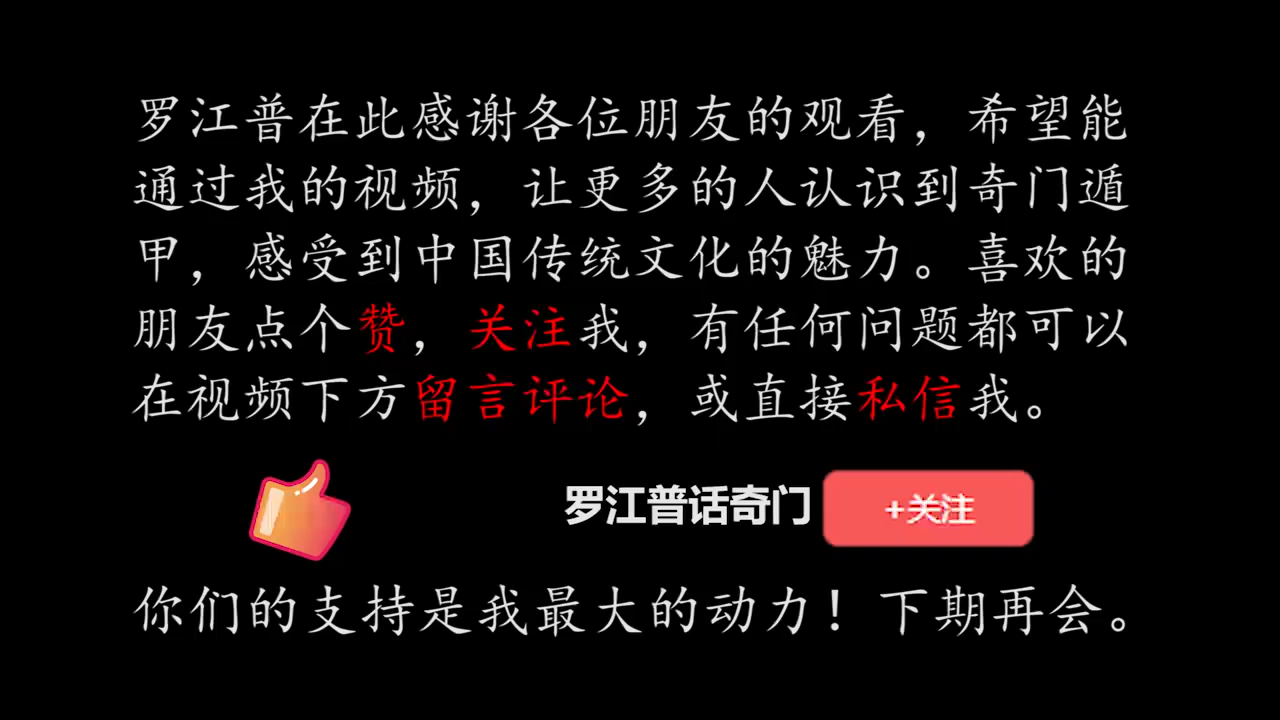 罗江普在此感谢各位朋友的观看，希望能
通过我的视频，让更多的人认识到奇门遁
甲，感受到中国传统文化的魅力。喜欢的
朋友点个赞，关注我，有任何问题都可以
在视频下方留言评论，或直接私信我。
罗江普话奇门 +关注
你们的支持是我最大的动力！下期再会。